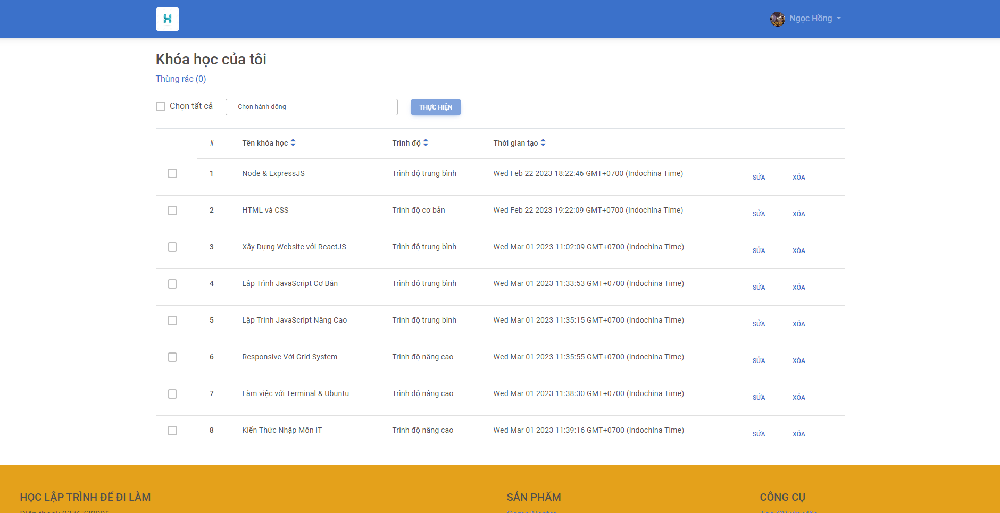 H
Ngọc Hồng
Khóa học của tôi
Thùng rác (0)
Chọn tất cả
-- Chọn hành động --
THỰC HIỆN
# Tên khóa học Trình độ Thời gian tạo
1 Node & ExpressJS Trình độ trung bình Wed Feb 22 2023 18:22:46 GMT+0700 (Indochina Time) SỬA XÓA
2 HTML và CSS Trình độ cơ bản Wed Feb 22 2023 19:22:09 GMT+0700 (Indochina Time) SỬA XÓA
3 Xây Dựng Website với ReactJS Trình độ trung bình Wed Mar 01 2023 11:02:09 GMT+0700 (Indochina Time) SỬA XÓA
4 Lập Trình JavaScript Cơ Bản Trình độ trung bình Wed Mar 01 2023 11:33:53 GMT+0700 (Indochina Time) SỬA XÓA
5 Lập Trình JavaScript Nâng Cao Trình độ trung bình Wed Mar 01 2023 11:35:15 GMT+0700 (Indochina Time) SỬA XÓA
6 Responsive Với Grid System Trình độ nâng cao Wed Mar 01 2023 11:35:55 GMT+0700 (Indochina Time) SỬA XÓA
7 Làm việc với Terminal & Ubuntu Trình độ nâng cao Wed Mar 01 2023 11:38:30 GMT+0700 (Indochina Time) SỬA XÓA
8 Kiến Thức Nhập Môn IT Trình độ nâng cao Wed Mar 01 2023 11:39:16 GMT+0700 (Indochina Time) SỬA XÓA
HỌC LẬP TRÌNH ĐỂ ĐI LÀM SẢN PHẨM CÔNG CỤ
Điện thoại: